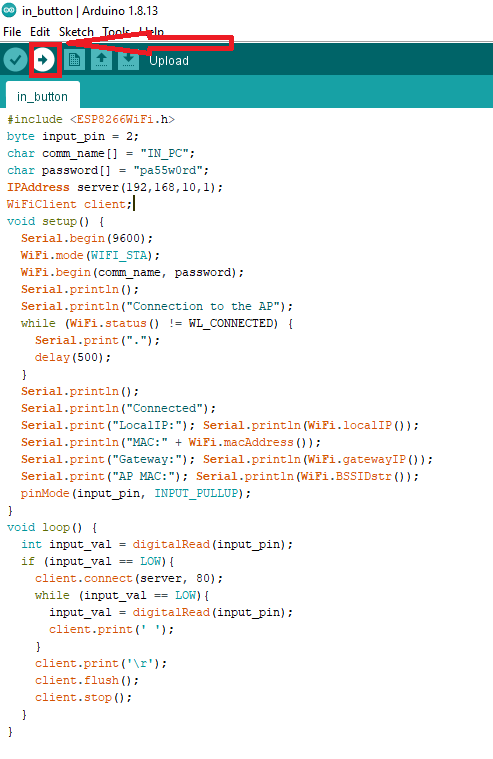 in_button | Arduino 1.8.13
File Edit Sketch Tools Help
Upload
in_button
#include <ESP8266WiFi.h>
byte input_pin = 2;
char comm_name[] = "IN_PC";
char password[] = "pa55w0rd";
IPAddress server(192,168,10,1);
WiFiClient client;
void setup() {
  Serial.begin(9600);
  WiFi.mode(WIFI_STA);
  WiFi.begin(comm_name, password);
  Serial.println();
  Serial.println("Connection to the AP");
  while (WiFi.status() != WL_CONNECTED) {
    Serial.print(".");
    delay(500);
  }
  Serial.println();
  Serial.println("Connected");
  Serial.print("LocalIP:"); Serial.println(WiFi.localIP());
  Serial.println("MAC:" + WiFi.macAddress());
  Serial.print("Gateway:"); Serial.println(WiFi.gatewayIP());
  Serial.print("AP MAC:"); Serial.println(WiFi.BSSIDstr());
  pinMode(input_pin, INPUT_PULLUP);
}
void loop() {
  int input_val = digitalRead(input_pin);
  if (input_val == LOW){
    client.connect(server, 80);
    while (input_val == LOW){
      input_val = digitalRead(input_pin);
      client.print(' ');
    }
    client.print('\r');
    client.flush();
    client.stop();
  }
}